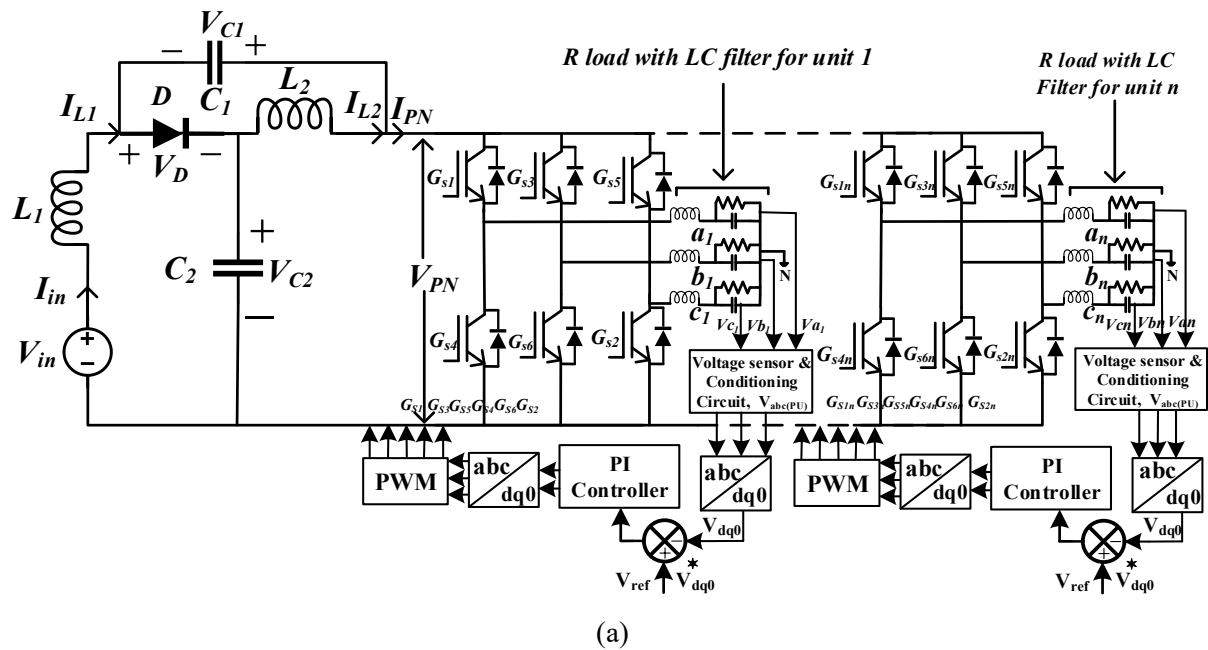 V_C1
− +
C_1
L_2
I_L1
D
I_L2
I_PN
+ −
V_D
L_1
C_2
+
V_C2
−
I_in
V_in
+
−
V_PN
R load with LC filter for unit 1
R load with LC
Filter for unit n
G_s1
G_s3
G_s5
a_1
b_1
c_1
N
G_s4
G_s6
G_s2
Vc_1
Vb_1
Va_1
Voltage sensor &
Conditioning
Circuit, V_abc(PU)
G_S1 G_S3 G_S5 G_S4 G_S6 G_S2
PWM
abc
dq0
PI
Controller
abc
dq0
V_dq0
−
+
V_ref
V*_dq0
G_s1n
G_s3n
G_s5n
a_n
b_n
c_n
N
G_s4n
G_s6n
G_s2n
Vcn
Vbn
Van
Voltage sensor &
Conditioning
Circuit, V_abc(PU)
G_S1n G_S3n G_S5n G_S4n G_S6n G_S2n
PWM
abc
dq0
PI
Controller
abc
dq0
V_dq0
−
+
V_ref
V*_dq0
(a)